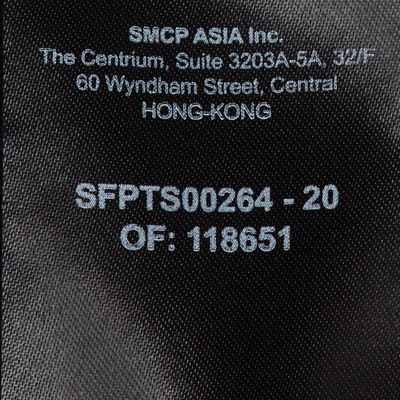 SMCP ASIA Inc.
The Centrium, Suite 3203A-5A, 32/F
60 Wyndham Street, Central
HONG-KONG
SFPTS00264 - 20
OF: 118651